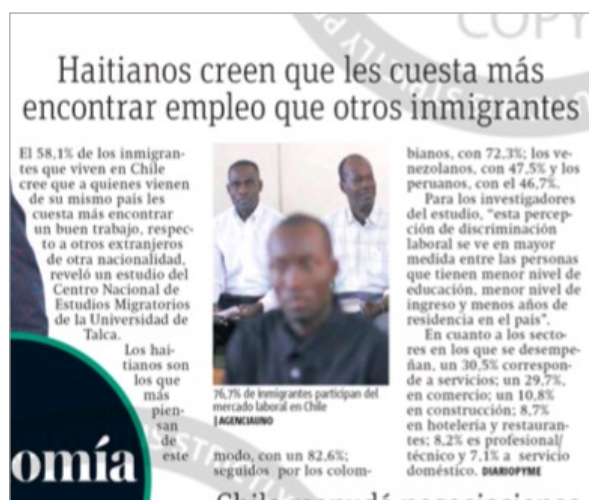 COPY
Haitianos creen que les cuesta más
encontrar empleo que otros inmigrantes
El 58,1% de los inmigran-
tes que viven en Chile
cree que a quienes vienen
de su mismo país les
cuesta más encontrar
un buen trabajo, respec-
to a otros extranjeros
de otra nacionalidad,
reveló un estudio del
Centro Nacional de
Estudios Migratorios
de la Universidad de
Talca.
Los hai-
tianos son
los que
más
pien-
san
de
este
76,7% de inmigrantes participan del
mercado laboral en Chile
| AGENCIAUNO
modo, con un 82,6%;
seguidos por los colom-
bianos, con 72,3%; los ve-
nezolanos, con 47,5% y los
peruanos, con el 46,7%.
Para los investigadores
del estudio, "esta percep-
ción de discriminación
laboral se ve en mayor
medida entre las personas
que tienen menor nivel de
educación, menor nivel de
ingreso y menos años de
residencia en el país".
En cuanto a los secto-
res en los que se desempe-
ñan, un 30,5% correspon-
de a servicios; un 29,7%,
en comercio; un 10,8%
en construcción; 8,7%
en hotelería y restauran-
tes; 8,2% es profesional/
técnico y 7,1% a servicio
doméstico. DIARIOPYME
omía